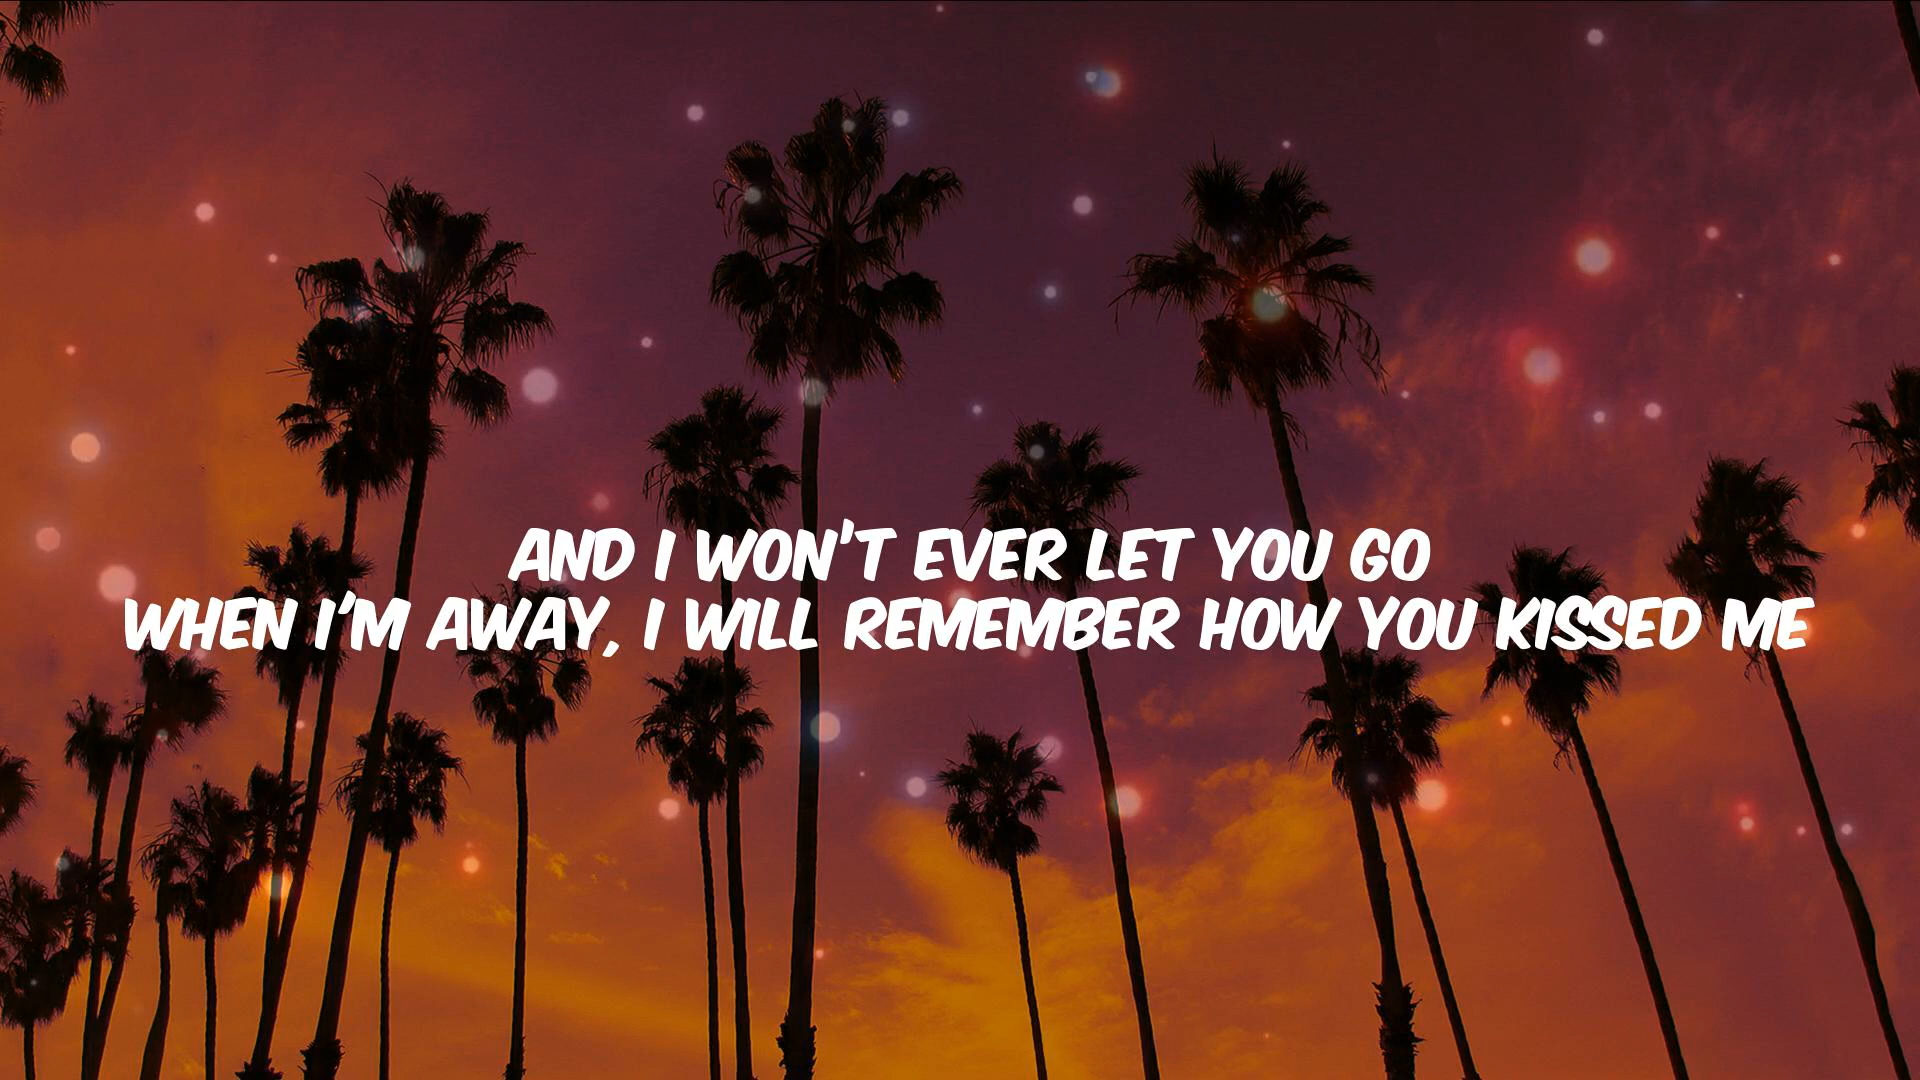 AND I WON'T EVER LET YOU GO
WHEN I'M AWAY, I WILL REMEMBER HOW YOU KISSED ME